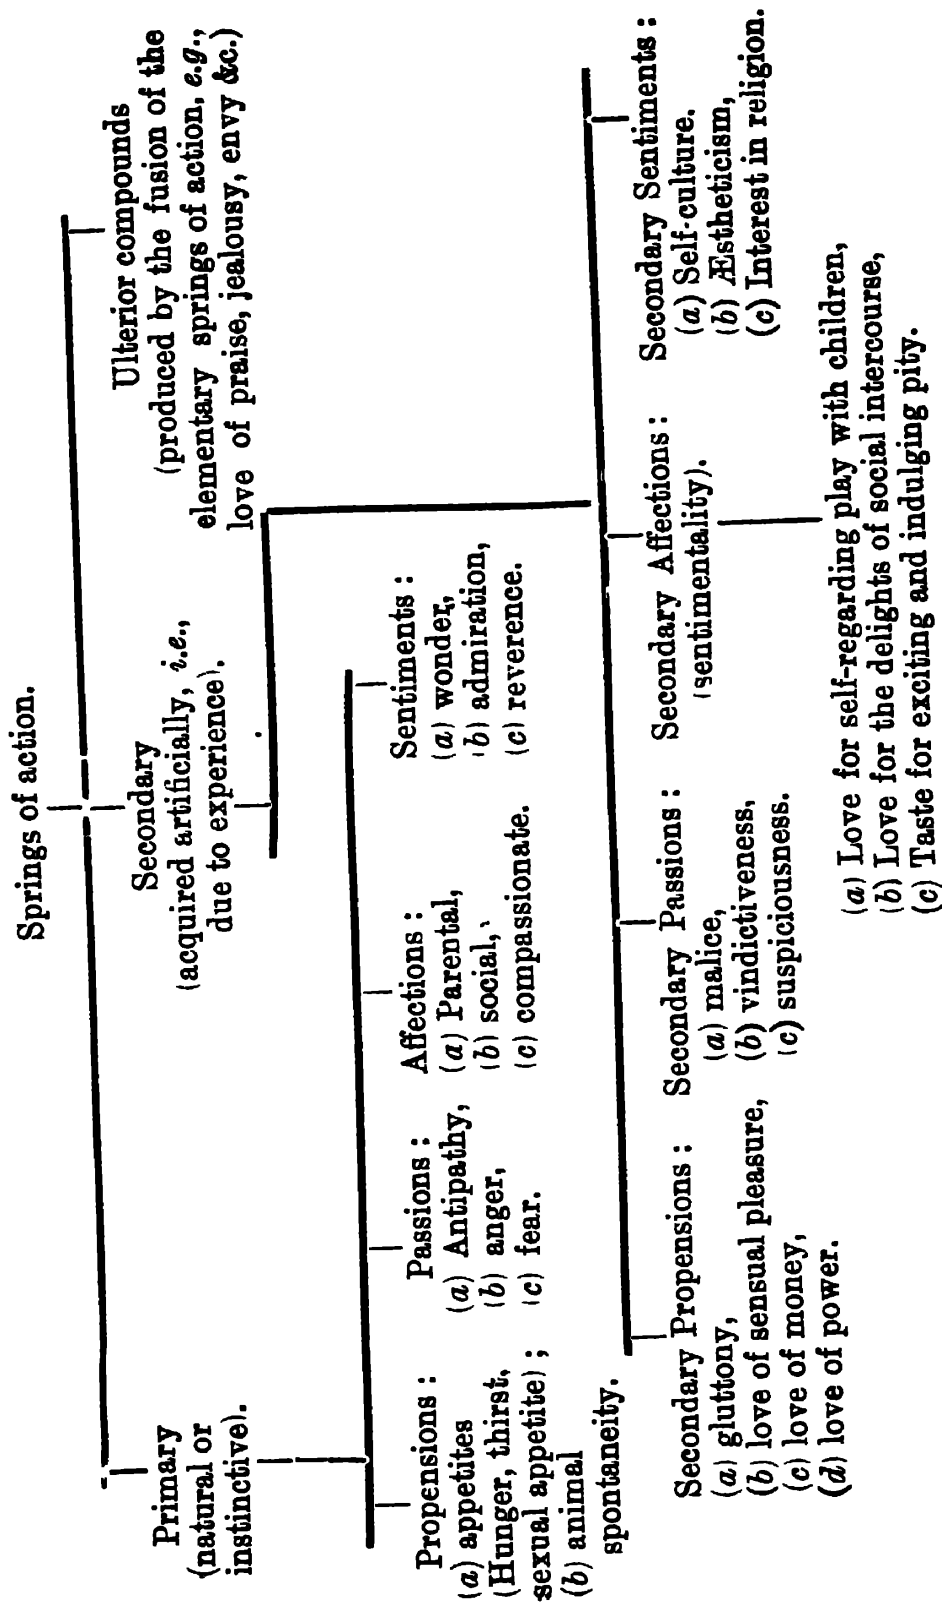 Springs of action.
Primary
(natural or
instinctive).
Secondary
(acquired artificially, i.e.,
due to experience).
Ulterior compounds
(produced by the fusion of the
elementary springs of action, e.g.,
love of praise, jealousy, envy &c.)
Propensions :
(a) appetites
(Hunger, thirst,
sexual appetite) ;
(b) animal
spontaneity.
Passions :
(a) Antipathy,
(b) anger,
(c) fear.
Affections :
(a) Parental,
(b) social,
(c) compassionate.
Sentiments :
(a) wonder,
(b) admiration,
(c) reverence.
Secondary Propensions :
(a) gluttony,
(b) love of sensual pleasure,
(c) love of money,
(d) love of power.
Secondary Passions :
(a) malice,
(b) vindictiveness,
(c) suspiciousness.
Secondary Affections :
(sentimentality).
Secondary Sentiments :
(a) Self-culture.
(b) Æstheticism,
(c) Interest in religion.
(a) Love for self-regarding play with children,
(b) Love for the delights of social intercourse,
(c) Taste for exciting and indulging pity.